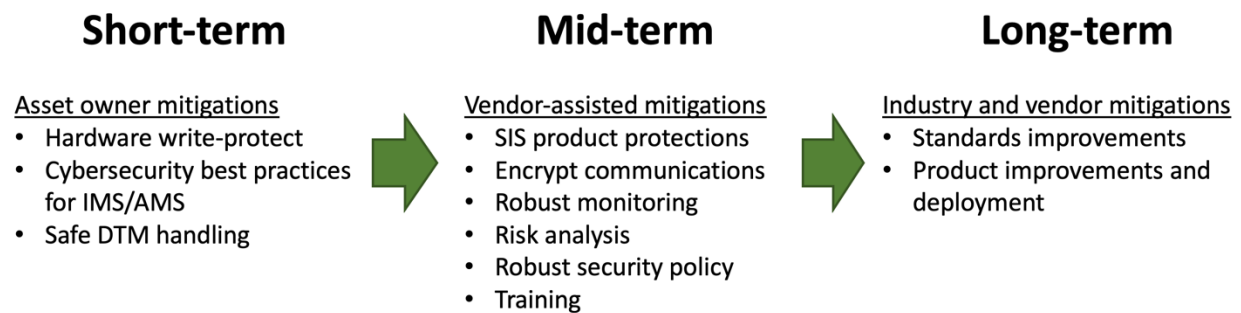 Short-term
Asset owner mitigations
• Hardware write-protect
• Cybersecurity best practices
for IMS/AMS
• Safe DTM handling
Mid-term
Vendor-assisted mitigations
• SIS product protections
• Encrypt communications
• Robust monitoring
• Risk analysis
• Robust security policy
• Training
Long-term
Industry and vendor mitigations
• Standards improvements
• Product improvements and
deployment